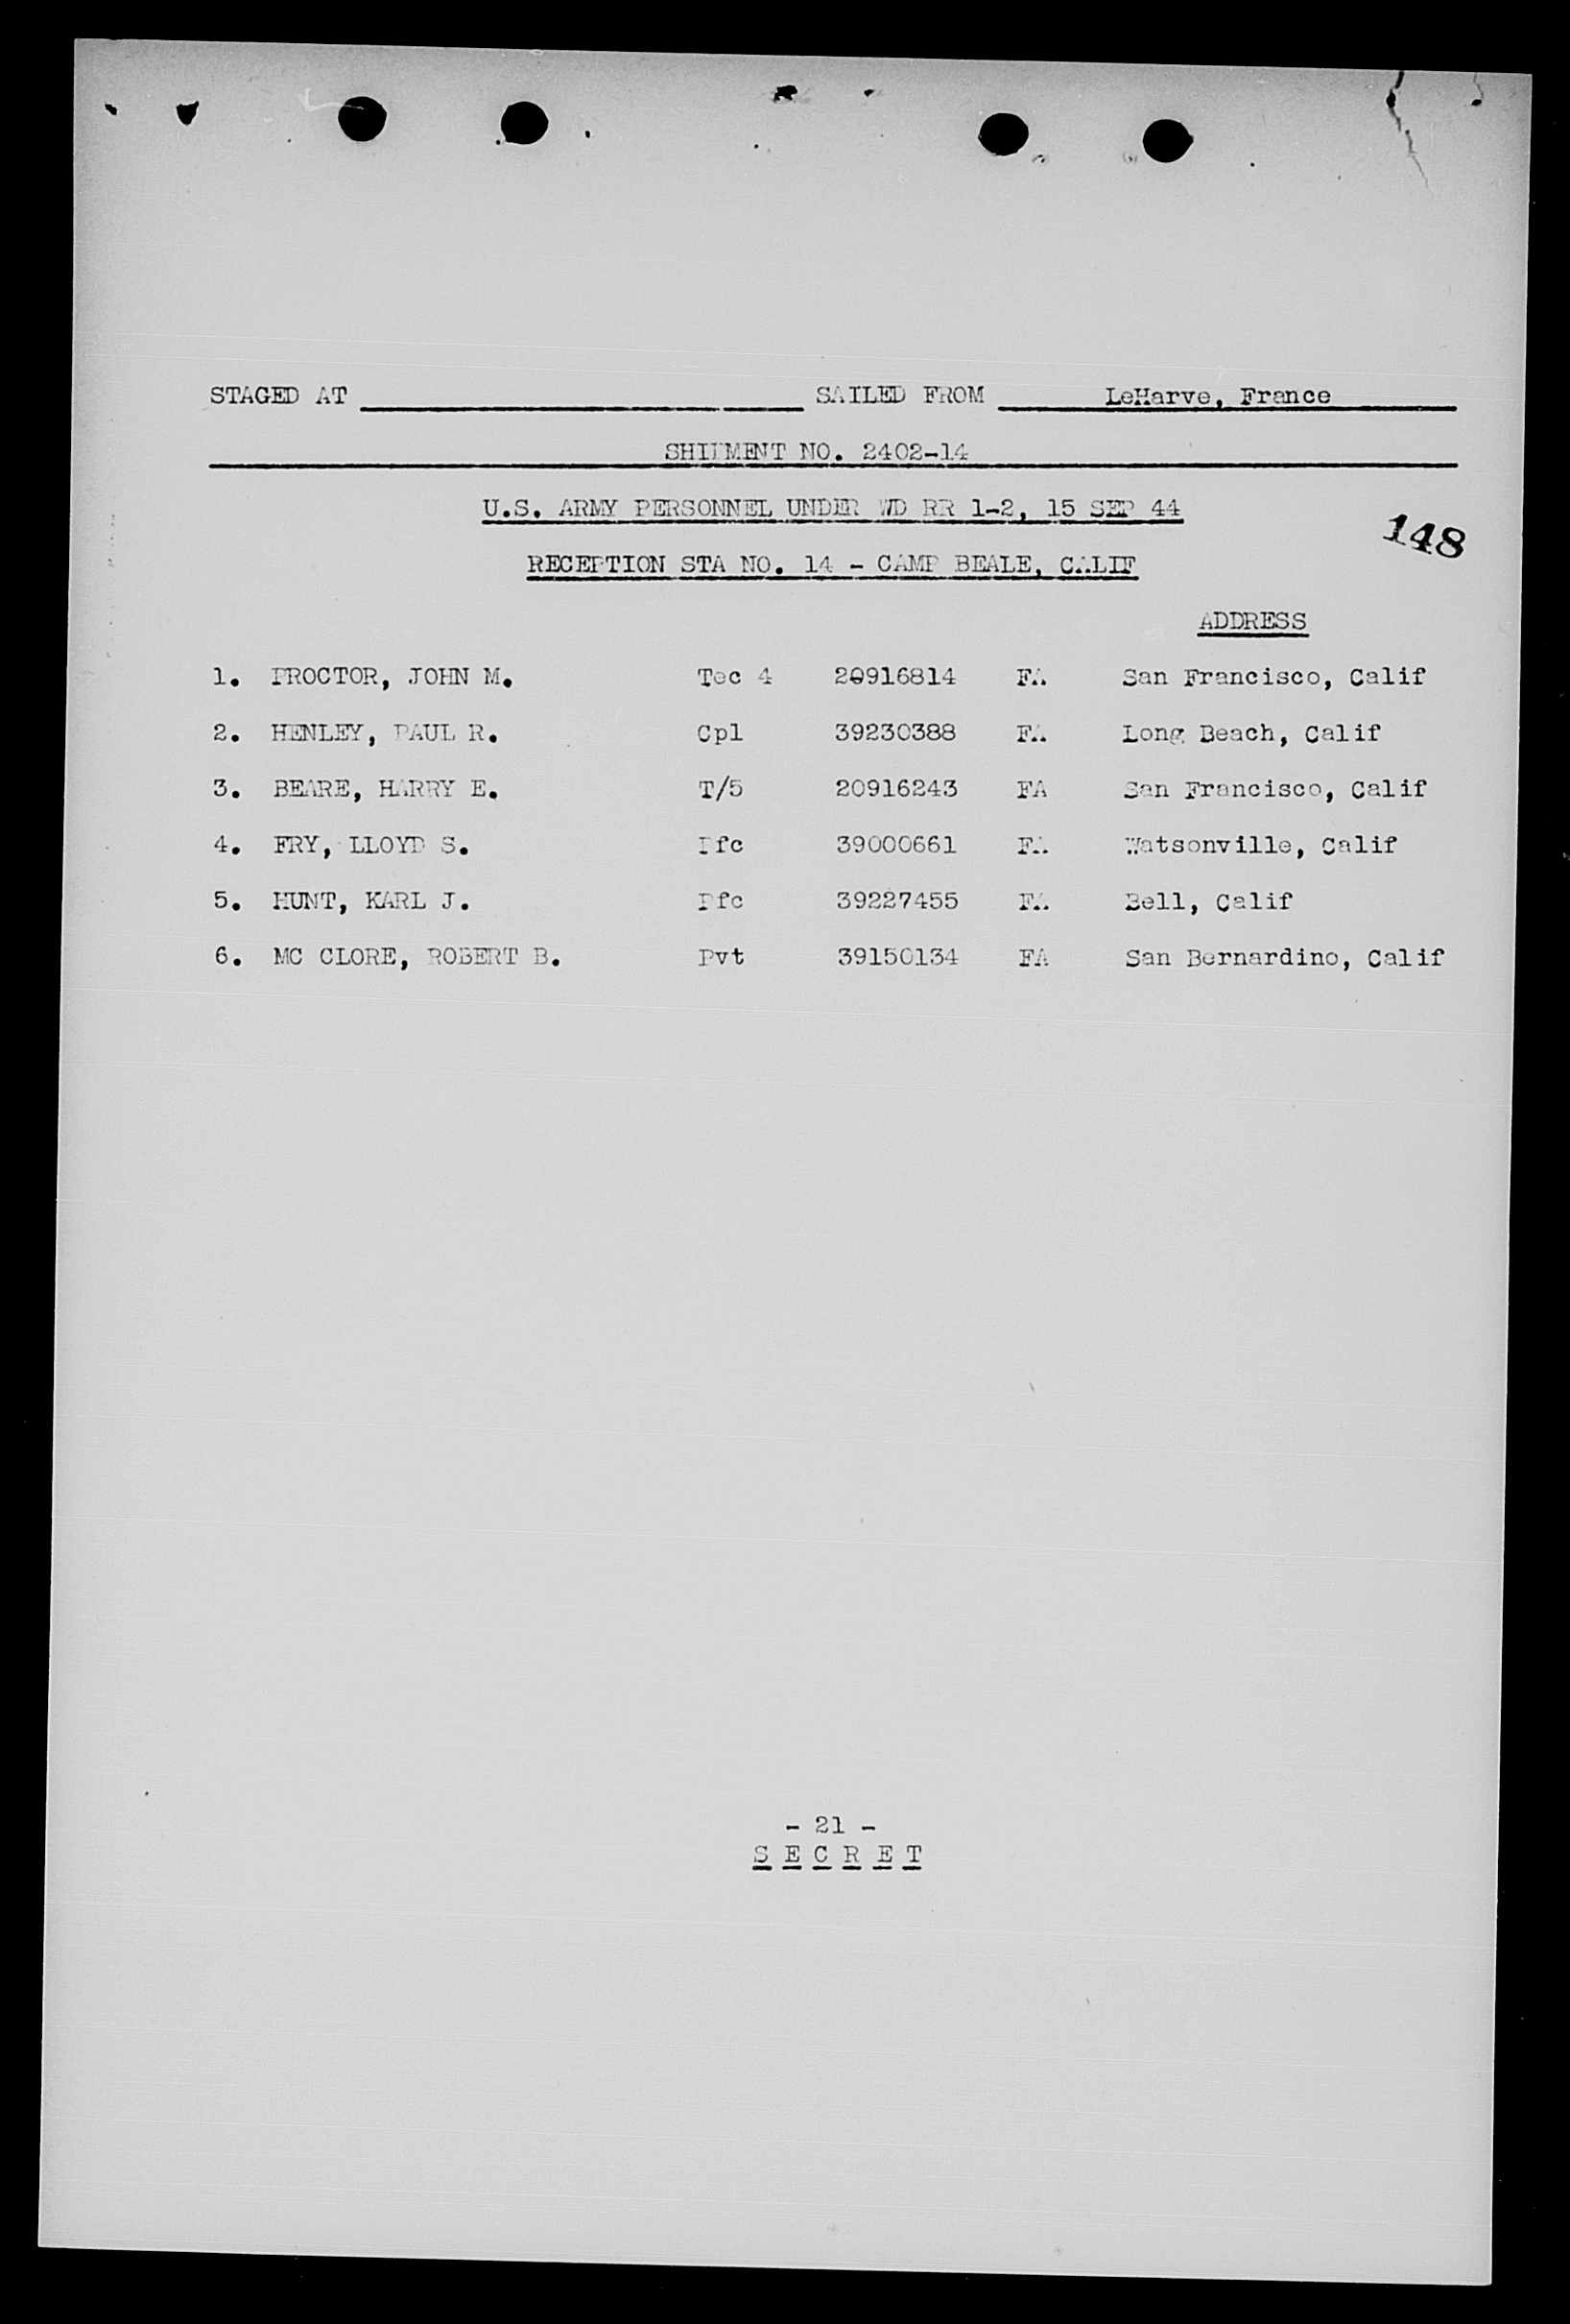 STAGED AT SAILED FROM LeHarve, France
SHIPMENT NO. 2402-14
U.S. ARMY PERSONNEL UNDER WD RR 1-2, 15 SEP 44
148
RECEPTION STA NO. 14 - CAMP BEALE, CALIF
ADDRESS
1. PROCTOR, JOHN M. Tec 4 20916814 FA San Francisco, Calif
2. HENLEY, PAUL R. Cpl 39230388 FA Long Beach, Calif
3. BEARE, HARRY E. T/5 20916243 FA San Francisco, Calif
4. FRY, LLOYD S. Pfc 39000661 FA Watsonville, Calif
5. HUNT, KARL J. Pfc 39227455 FA Bell, Calif
6. MC CLORE, ROBERT B. Pvt 39150134 FA San Bernardino, Calif
- 21 -
S E C R E T